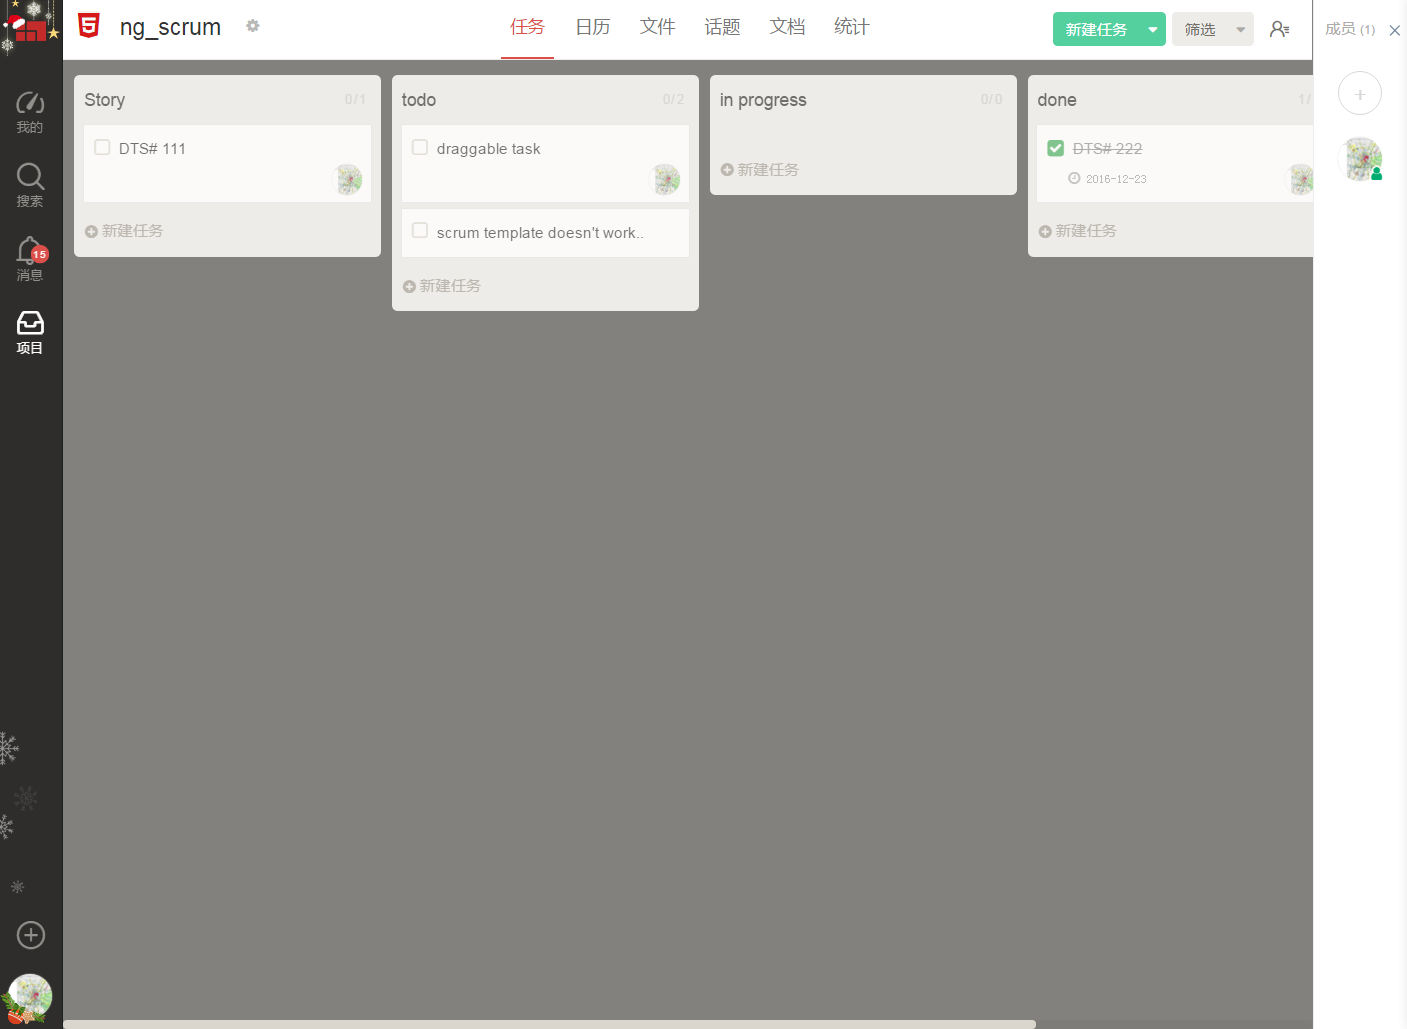 ng_scrum
任务 日历 文件 话题 文档 统计
新建任务 筛选
成员 (1)
我的
搜索
15
消息
项目
Story 0/1
DTS# 111
新建任务
todo 0/2
draggable task
scrum template doesn't work..
新建任务
in progress 0/0
新建任务
done 1/
DTS# 222
2016-12-23
新建任务